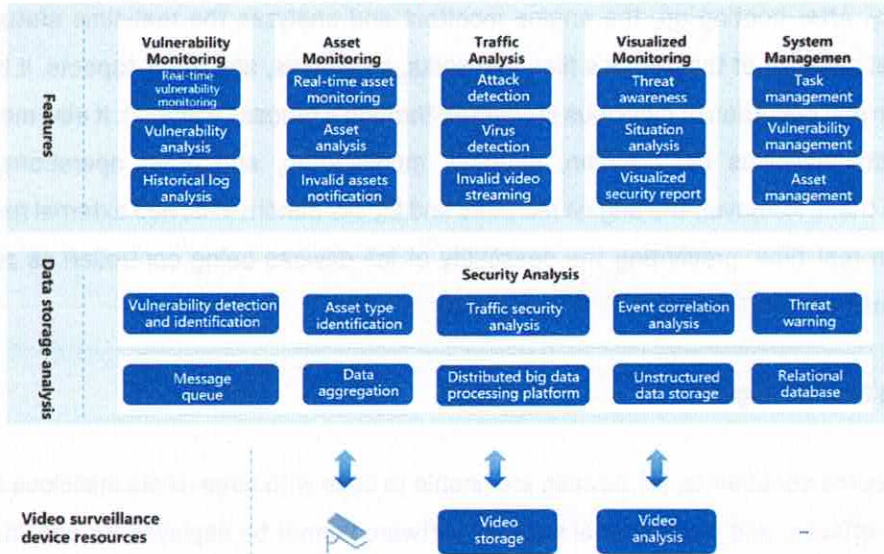 Vulnerability Monitoring
Asset Monitoring
Traffic Analysis
Visualized Monitoring
System Managemen
Features
Real-time vulnerability monitoring
Real-time asset monitoring
Attack detection
Threat awareness
Task management
Vulnerability analysis
Asset analysis
Virus detection
Situation analysis
Vulnerability management
Historical log analysis
Invalid assets notification
Invalid video streaming
Visualized security report
Asset management
Data storage analysis
Security Analysis
Vulnerability detection and identification
Asset type identification
Traffic security analysis
Event correlation analysis
Threat warning
Message queue
Data aggregation
Distributed big data processing platform
Unstructured data storage
Relational database
Video surveillance device resources
Video storage
Video analysis
...